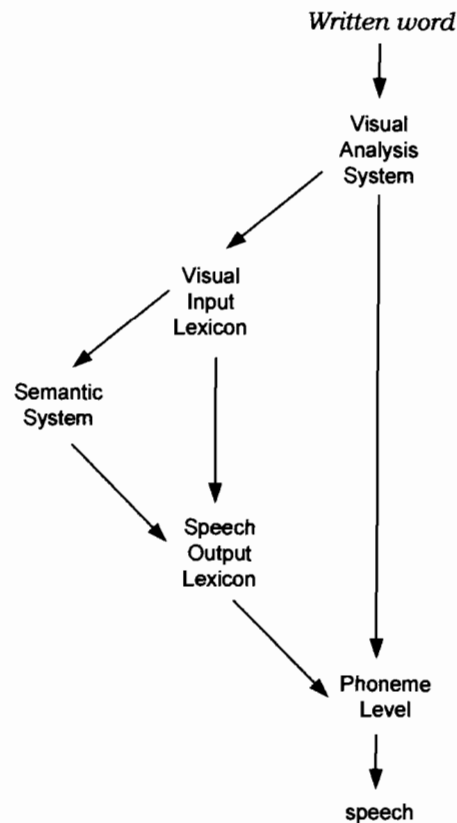 Written word
Visual
Analysis
System
Visual
Input
Lexicon
Semantic
System
Speech
Output
Lexicon
Phoneme
Level
speech